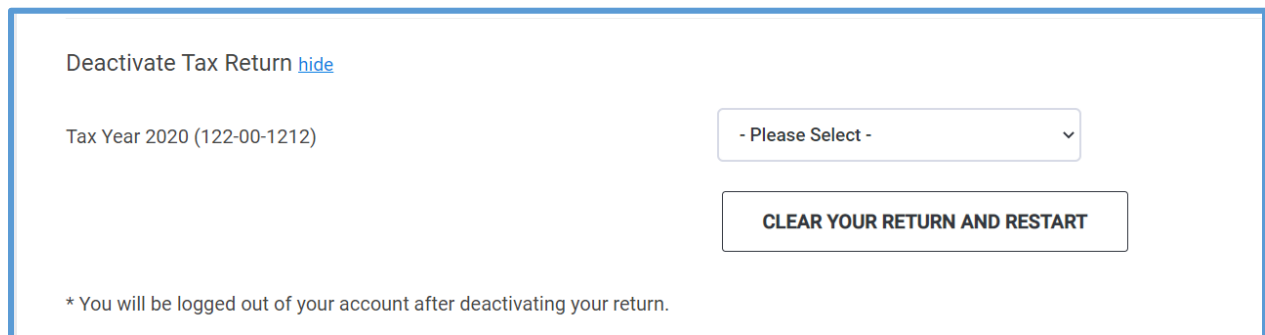 Deactivate Tax Return hide
Tax Year 2020 (122-00-1212)
- Please Select -
CLEAR YOUR RETURN AND RESTART
* You will be logged out of your account after deactivating your return.